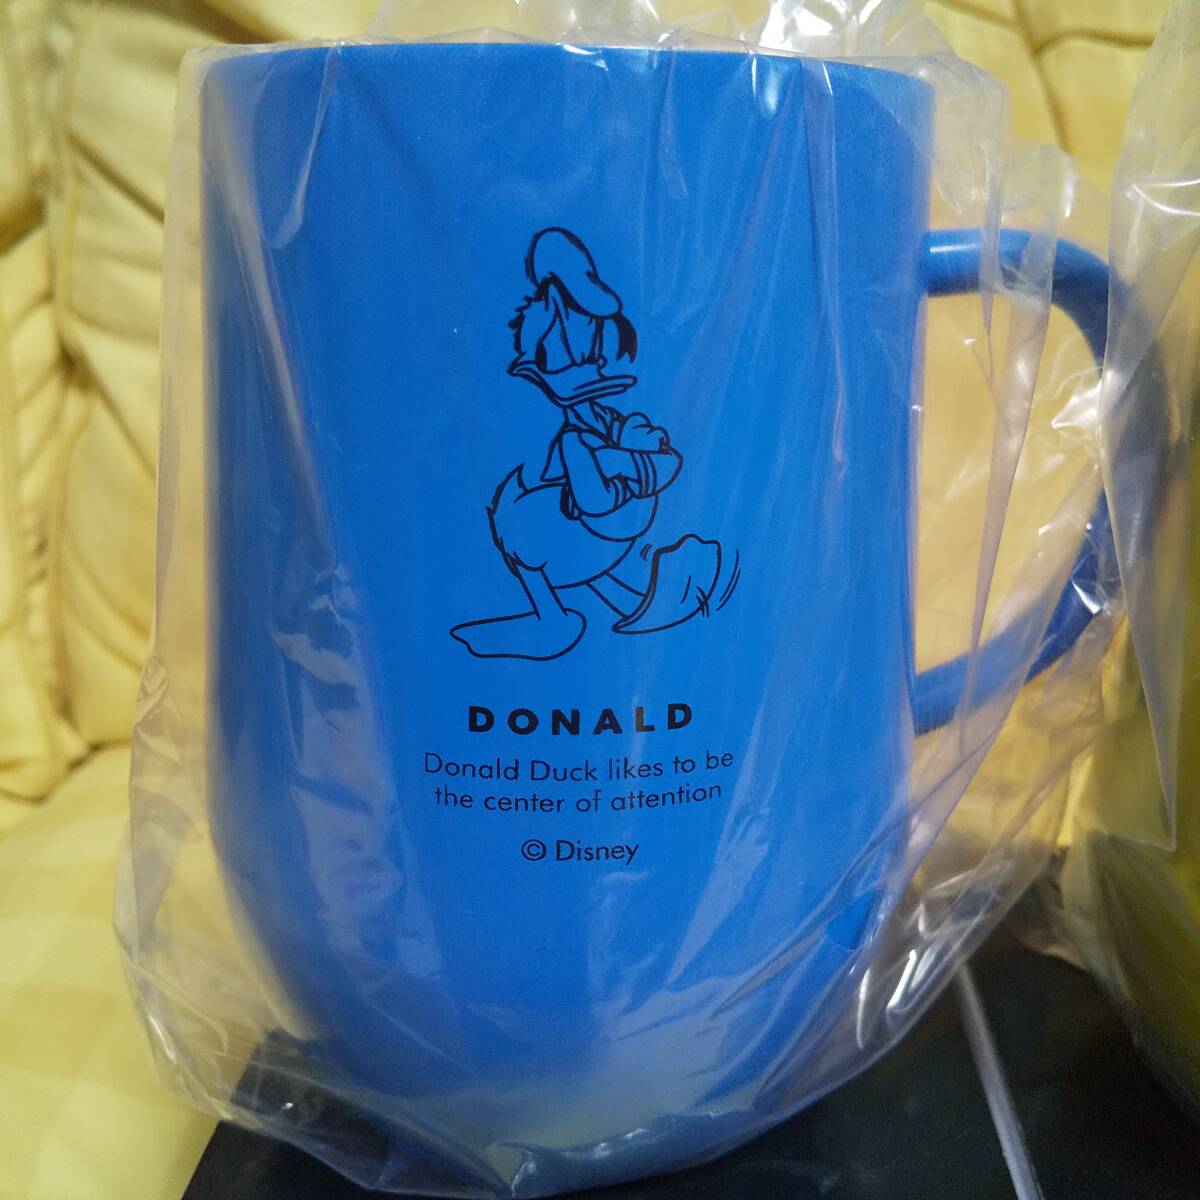 DONALD
Donald Duck likes to be
the center of attention
© Disney